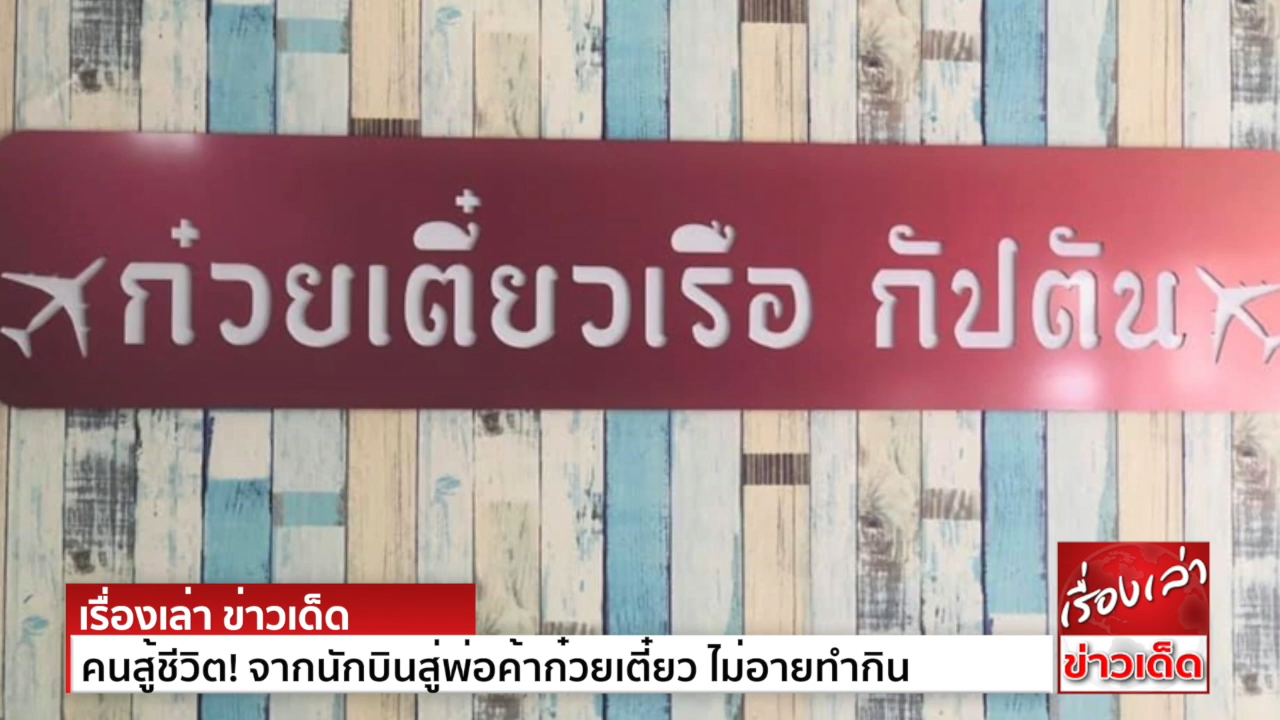 ก๋วยเตี๋ยวเรือ กัปตัน
เรื่องเล่า ข่าวเด็ด
คนสู้ชีวิต! จากนักบินสู่พ่อค้าก๋วยเตี๋ยว ไม่อายทำกิน
เรื่องเล่า
ข่าวเด็ด